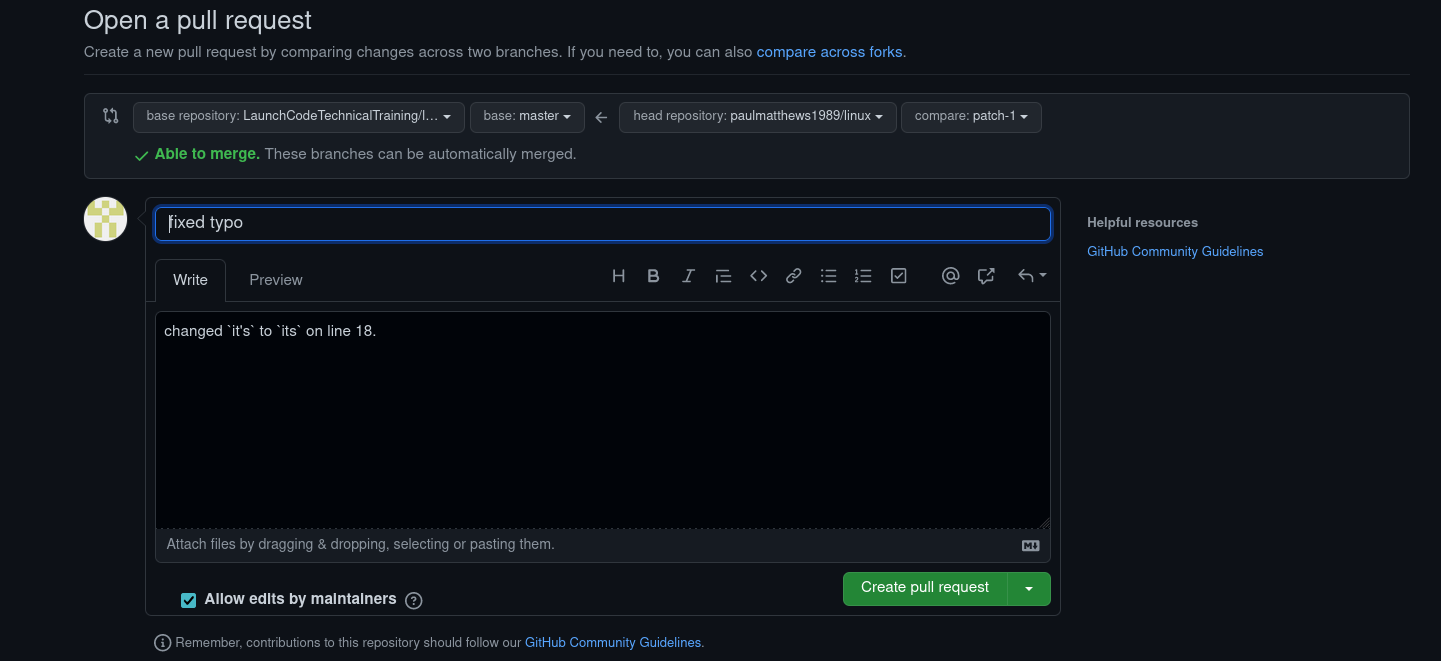 Open a pull request
Create a new pull request by comparing changes across two branches. If you need to, you can also compare across forks.
base repository: LaunchCodeTechnicalTraining/l... base: master head repository: paulmatthews1989/linux compare: patch-1
Able to merge. These branches can be automatically merged.
fixed typo
Helpful resources
GitHub Community Guidelines
Write Preview H B I
changed `it's` to `its` on line 18.
Attach files by dragging & dropping, selecting or pasting them.
Create pull request
Allow edits by maintainers ?
Remember, contributions to this repository should follow our GitHub Community Guidelines.